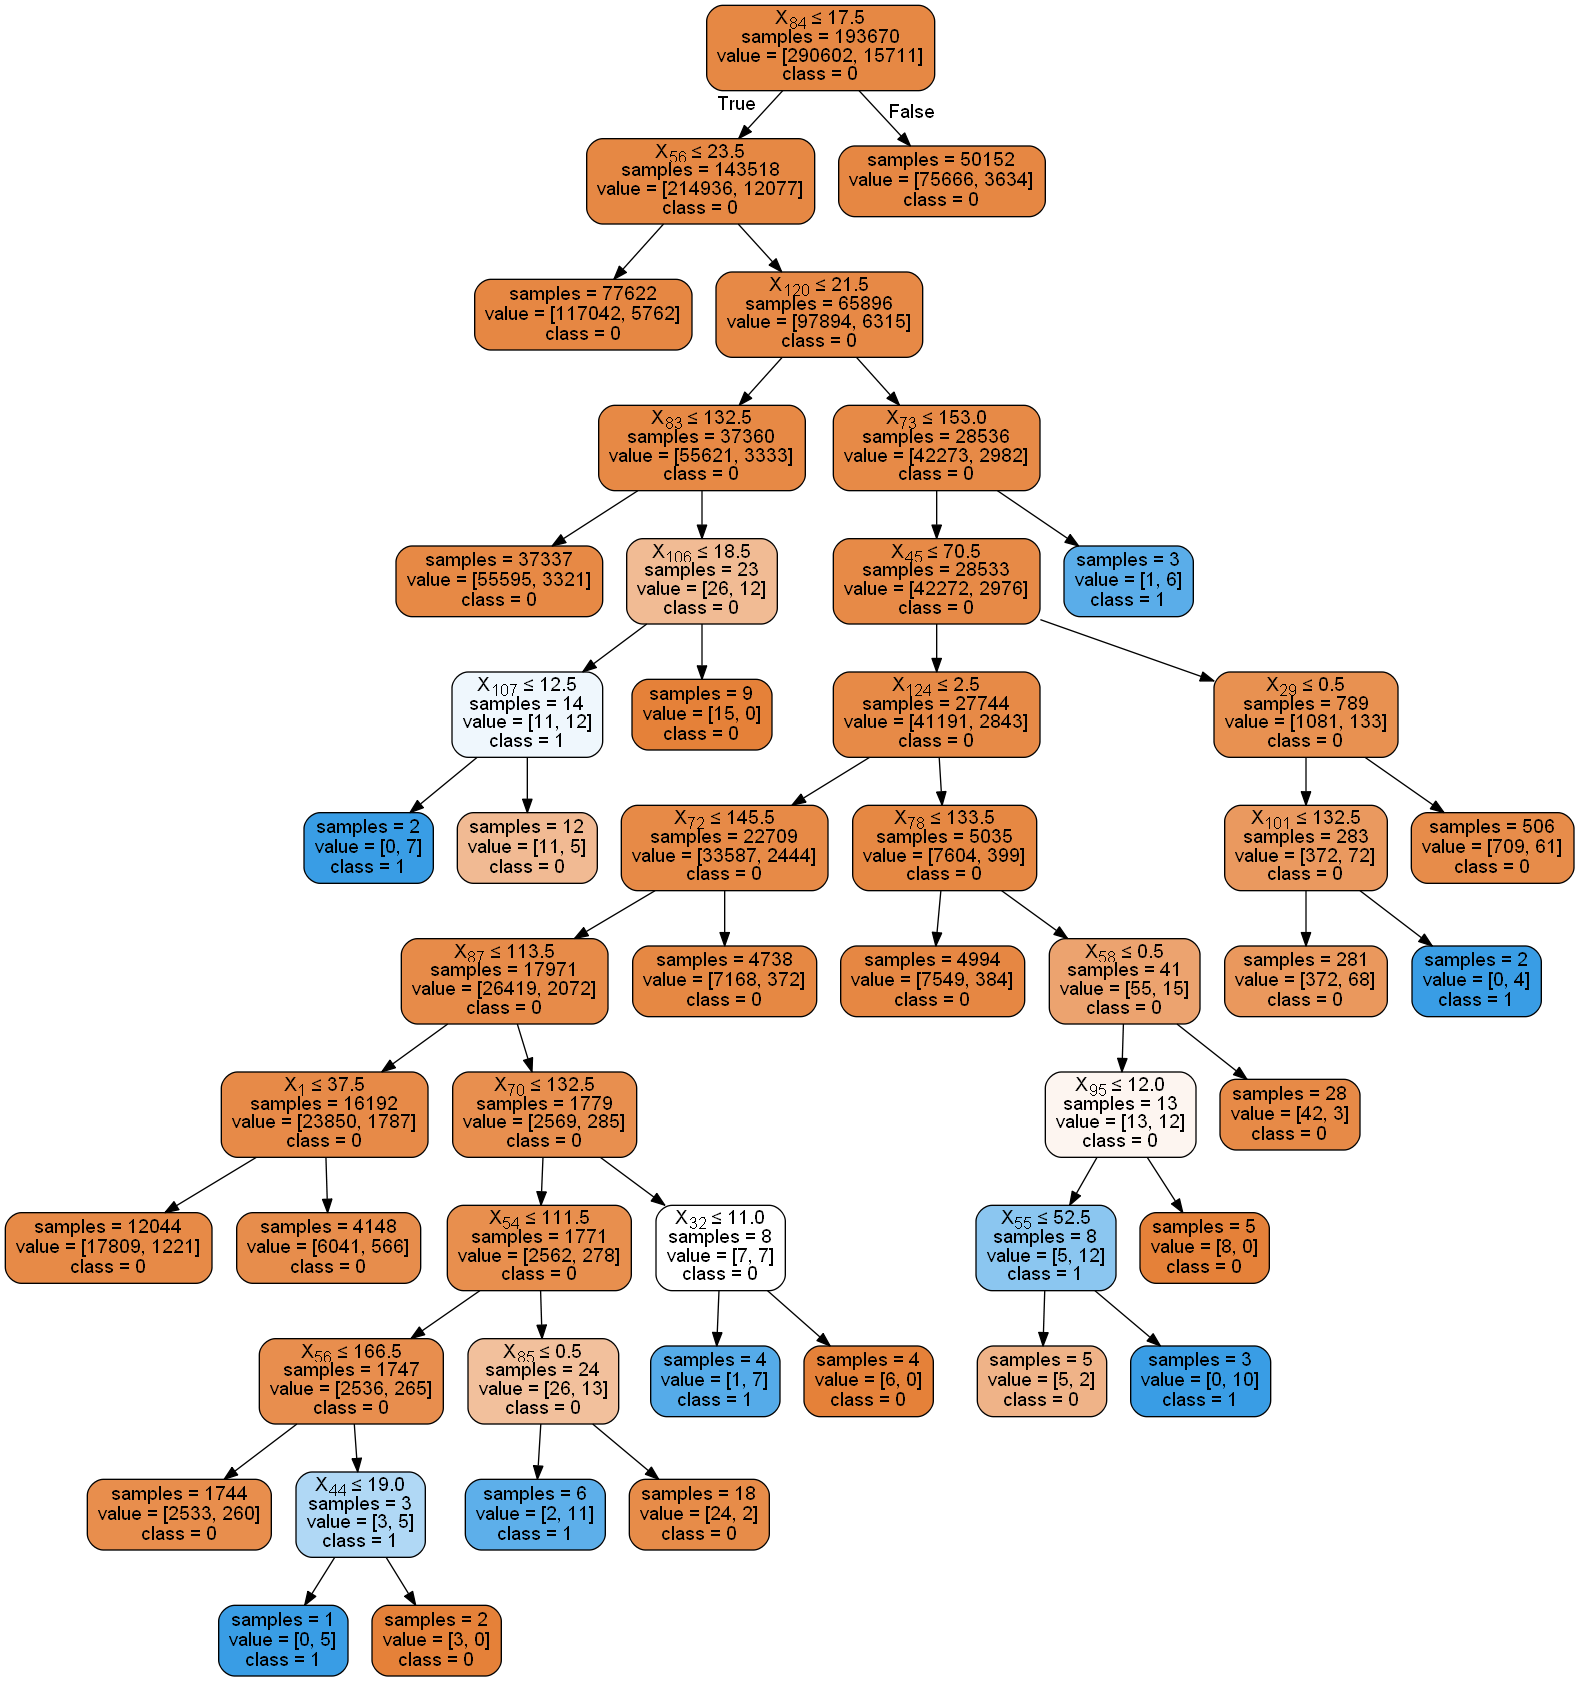 X84 ≤ 17.5
samples = 193670
value = [290602, 15711]
class = 0
True
False
X56 ≤ 23.5
samples = 143518
value = [214936, 12077]
class = 0
samples = 50152
value = [75666, 3634]
class = 0
samples = 77622
value = [117042, 5762]
class = 0
X120 ≤ 21.5
samples = 65896
value = [97894, 6315]
class = 0
X83 ≤ 132.5
samples = 37360
value = [55621, 3333]
class = 0
X73 ≤ 153.0
samples = 28536
value = [42273, 2982]
class = 0
samples = 37337
value = [55595, 3321]
class = 0
X106 ≤ 18.5
samples = 23
value = [26, 12]
class = 0
X45 ≤ 70.5
samples = 28533
value = [42272, 2976]
class = 0
samples = 3
value = [1, 6]
class = 1
X107 ≤ 12.5
samples = 14
value = [11, 12]
class = 1
samples = 9
value = [15, 0]
class = 0
X124 ≤ 2.5
samples = 27744
value = [41191, 2843]
class = 0
X29 ≤ 0.5
samples = 789
value = [1081, 133]
class = 0
samples = 2
value = [0, 7]
class = 1
samples = 12
value = [11, 5]
class = 0
X72 ≤ 145.5
samples = 22709
value = [33587, 2444]
class = 0
X78 ≤ 133.5
samples = 5035
value = [7604, 399]
class = 0
X101 ≤ 132.5
samples = 283
value = [372, 72]
class = 0
samples = 506
value = [709, 61]
class = 0
X87 ≤ 113.5
samples = 17971
value = [26419, 2072]
class = 0
samples = 4738
value = [7168, 372]
class = 0
samples = 4994
value = [7549, 384]
class = 0
X58 ≤ 0.5
samples = 41
value = [55, 15]
class = 0
samples = 281
value = [372, 68]
class = 0
samples = 2
value = [0, 4]
class = 1
X1 ≤ 37.5
samples = 16192
value = [23850, 1787]
class = 0
X70 ≤ 132.5
samples = 1779
value = [2569, 285]
class = 0
X95 ≤ 12.0
samples = 13
value = [13, 12]
class = 0
samples = 28
value = [42, 3]
class = 0
samples = 12044
value = [17809, 1221]
class = 0
samples = 4148
value = [6041, 566]
class = 0
X54 ≤ 111.5
samples = 1771
value = [2562, 278]
class = 0
X32 ≤ 11.0
samples = 8
value = [7, 7]
class = 0
X55 ≤ 52.5
samples = 8
value = [5, 12]
class = 1
samples = 5
value = [8, 0]
class = 0
X56 ≤ 166.5
samples = 1747
value = [2536, 265]
class = 0
X85 ≤ 0.5
samples = 24
value = [26, 13]
class = 0
samples = 4
value = [1, 7]
class = 1
samples = 4
value = [6, 0]
class = 0
samples = 5
value = [5, 2]
class = 0
samples = 3
value = [0, 10]
class = 1
samples = 1744
value = [2533, 260]
class = 0
X44 ≤ 19.0
samples = 3
value = [3, 5]
class = 1
samples = 6
value = [2, 11]
class = 1
samples = 18
value = [24, 2]
class = 0
samples = 1
value = [0, 5]
class = 1
samples = 2
value = [3, 0]
class = 0